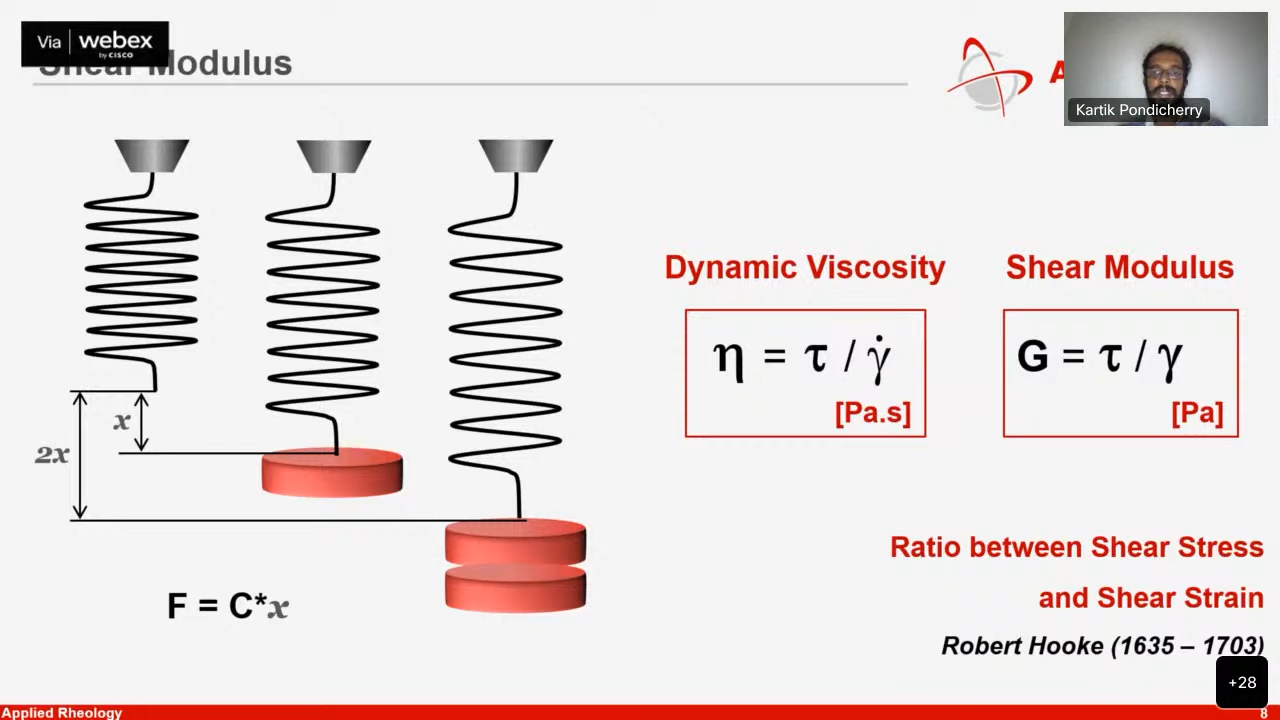 Via webex
by CISCO
Shear Modulus
A
Kartik Pondicherry
Dynamic Viscosity
Shear Modulus
η = τ / γ̇
[Pa.s]
G = τ / γ
[Pa]
x
2x
F = C*x
Ratio between Shear Stress
and Shear Strain
Robert Hooke (1635 – 1703)
+28
Applied Rheology
8